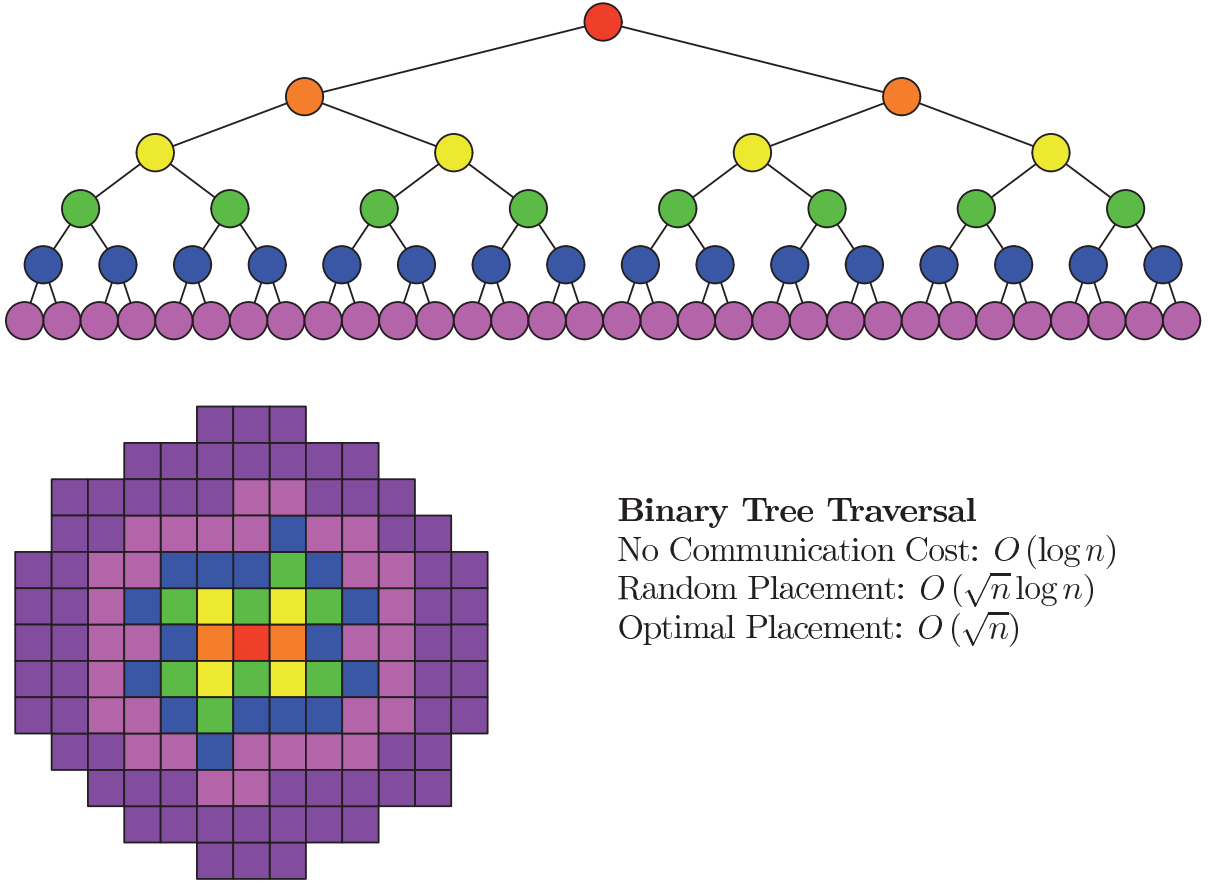 Binary Tree Traversal
No Communication Cost: O (log n)
Random Placement: O (√n log n)
Optimal Placement: O (√n)